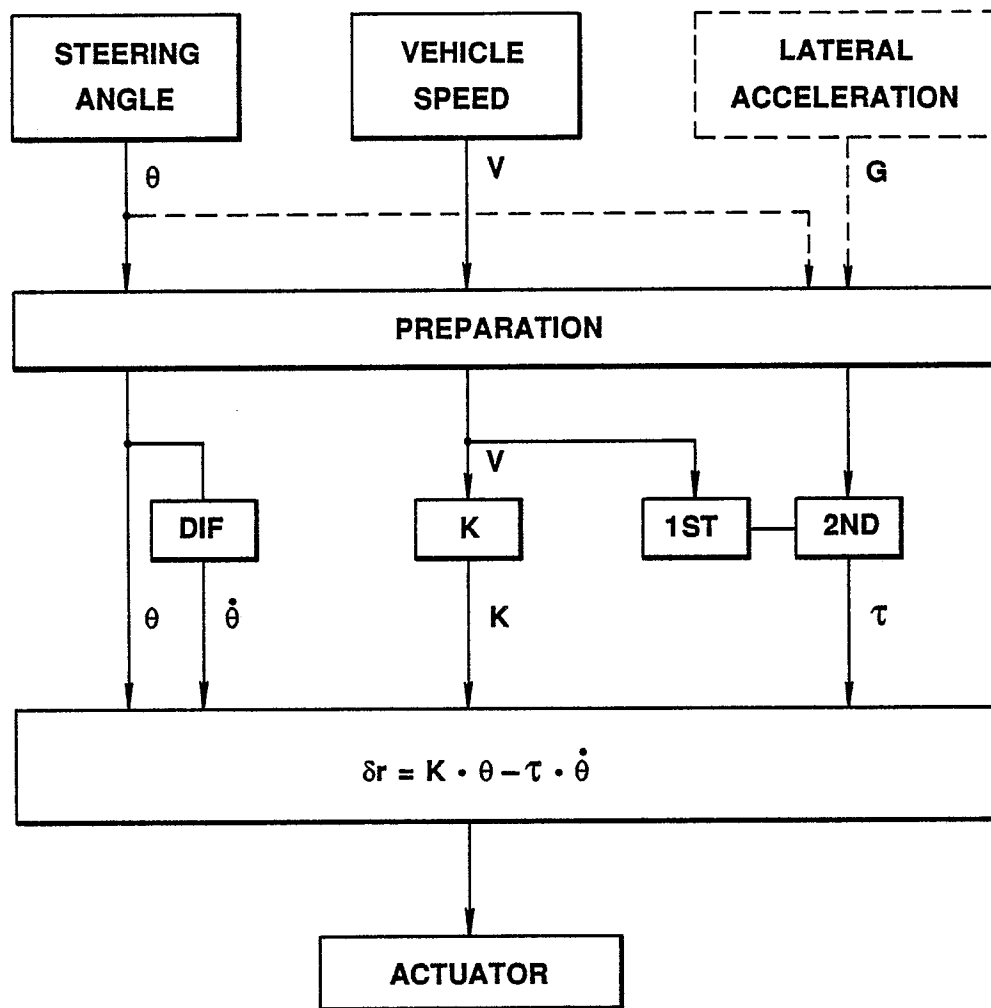 STEERING
ANGLE
VEHICLE
SPEED
LATERAL
ACCELERATION
θ
V
G
PREPARATION
V
DIF
K
1ST
2ND
θ
θ̇
K
τ
δr = K · θ – τ · θ̇
ACTUATOR